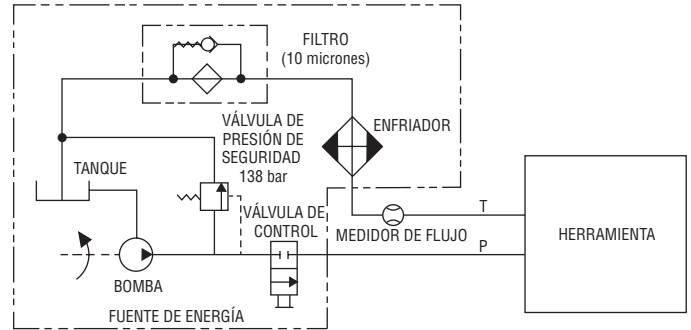 FILTRO
(10 micrones)
VÁLVULA DE
PRESIÓN DE
SEGURIDAD
138 bar
ENFRIADOR
TANQUE
VÁLVULA DE
CONTROL
MEDIDOR DE FLUJO
T
P
HERRAMIENTA
BOMBA
FUENTE DE ENERGÍA